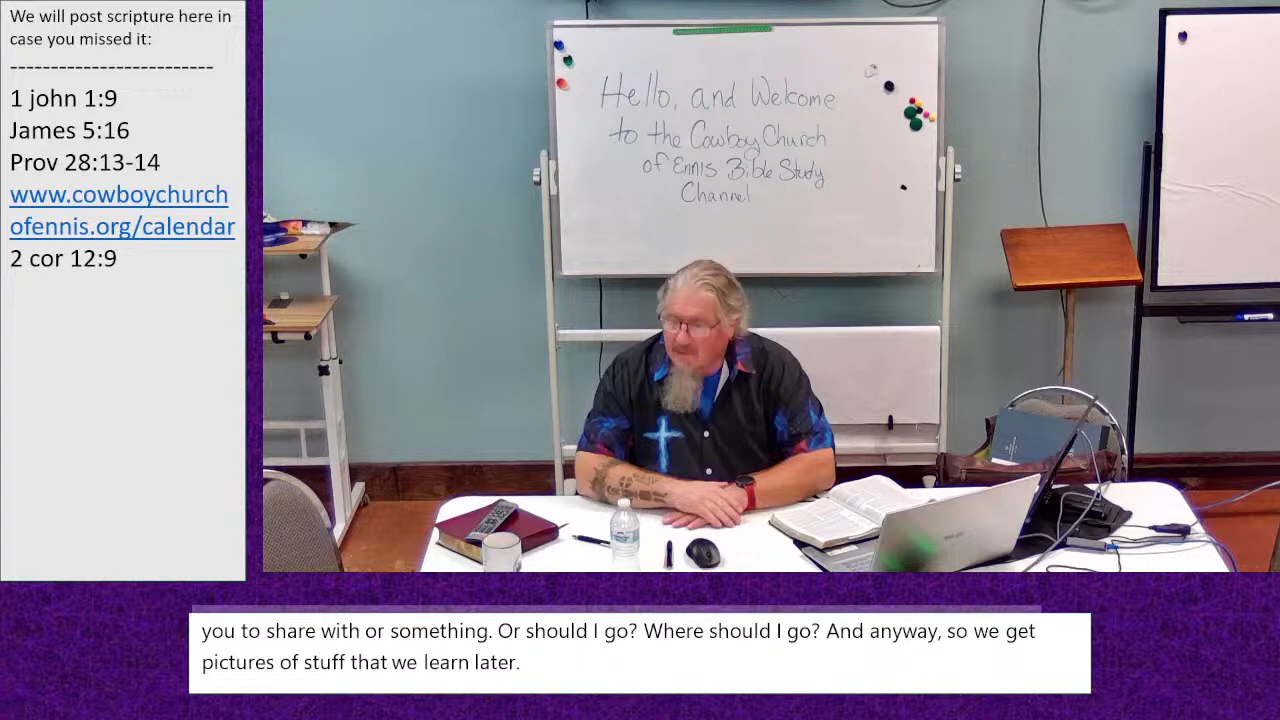 We will post scripture here in
case you missed it:
-------------------------
1 john 1:9
James 5:16
Prov 28:13-14
www.cowboychurch
ofennis.org/calendar
2 cor 12:9
Hello, and Welcome
to the Cowboy Church
of Ennis Bible Study
Channel
you to share with or something. Or should I go? Where should I go? And anyway, so we get
pictures of stuff that we learn later.